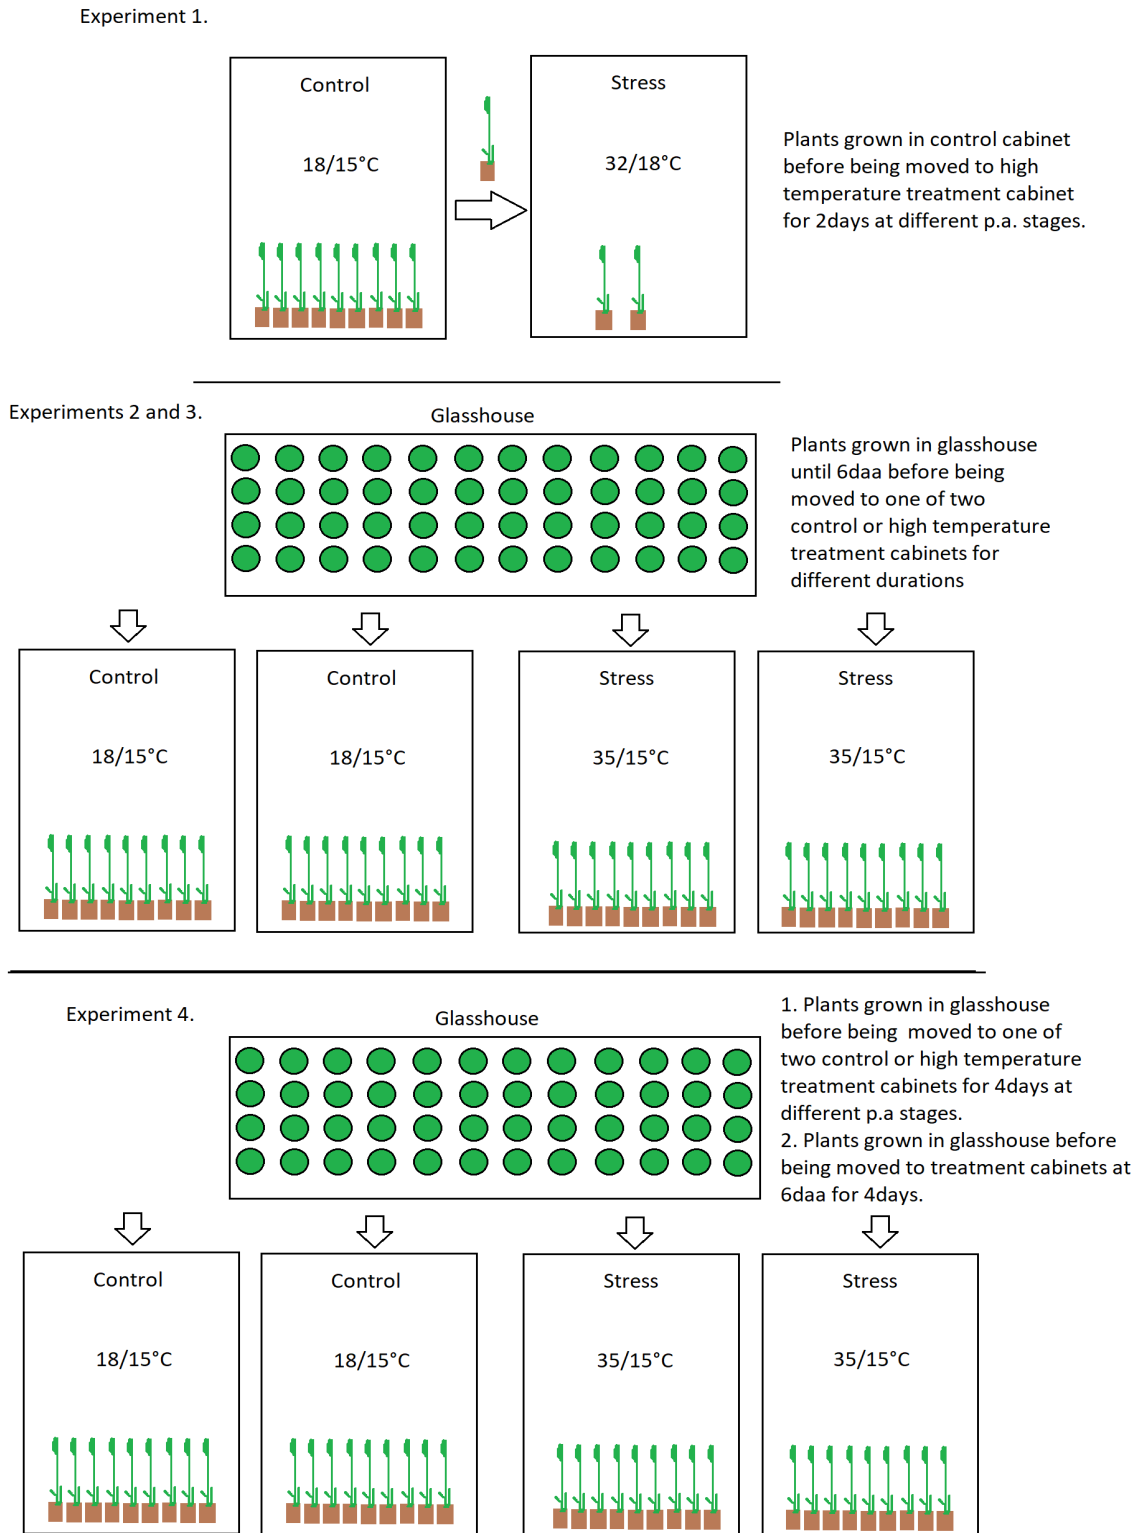 Experiment 1.
Control
18/15°C
Stress
32/18°C
Plants grown in control cabinet
before being moved to high
temperature treatment cabinet
for 2days at different p.a. stages.
Experiments 2 and 3.
Glasshouse
Plants grown in glasshouse
until 6daa before being
moved to one of two
control or high temperature
treatment cabinets for
different durations
Control
18/15°C
Control
18/15°C
Stress
35/15°C
Stress
35/15°C
Experiment 4.
Glasshouse
1. Plants grown in glasshouse
before being moved to one of
two control or high temperature
treatment cabinets for 4days at
different p.a stages.
2. Plants grown in glasshouse before
being moved to treatment cabinets at
6daa for 4days.
Control
18/15°C
Control
18/15°C
Stress
35/15°C
Stress
35/15°C